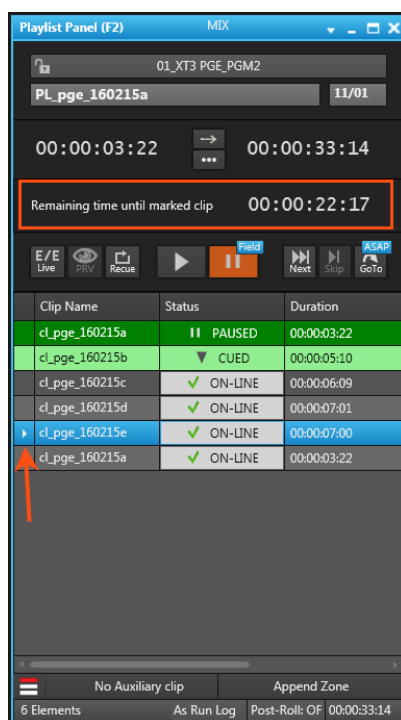 Playlist Panel (F2) MIX
01_XT3 PGE_PGM2
PL_pge_160215a 11/01
00:00:03:22 00:00:33:14
Remaining time until marked clip 00:00:22:17
Field ASAP
E/E Live PRV Recue Next Skip GoTo
Clip Name Status Duration
cl_pge_160215a PAUSED 00:00:03:22
cl_pge_160215b CUED 00:00:05:10
cl_pge_160215c ON-LINE 00:00:06:09
cl_pge_160215d ON-LINE 00:00:07:01
cl_pge_160215e ON-LINE 00:00:07:00
cl_pge_160215a ON-LINE 00:00:03:22
No Auxiliary clip Append Zone
6 Elements As Run Log Post-Roll: OF 00:00:33:14